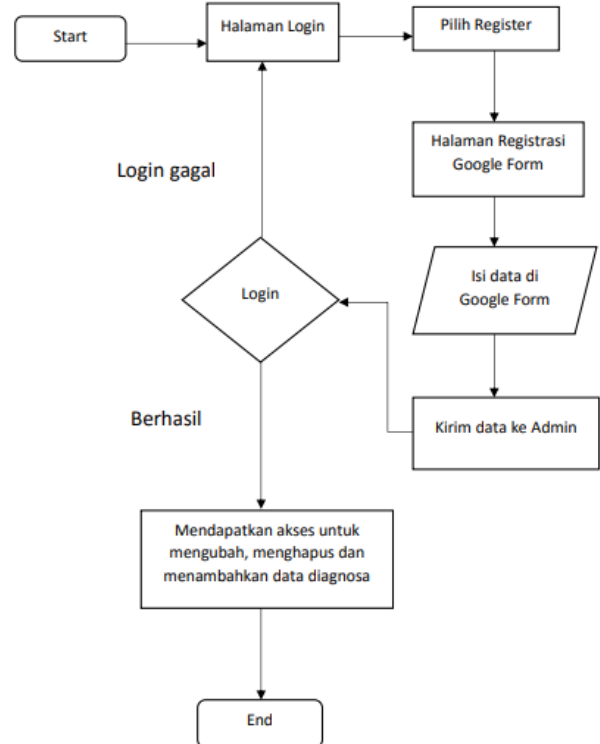 Start
Halaman Login
Pilih Register
Halaman Registrasi
Google Form
Login gagal
Isi data di
Google Form
Login
Berhasil
Kirim data ke Admin
Mendapatkan akses untuk
mengubah, menghapus dan
menambahkan data diagnosa
End